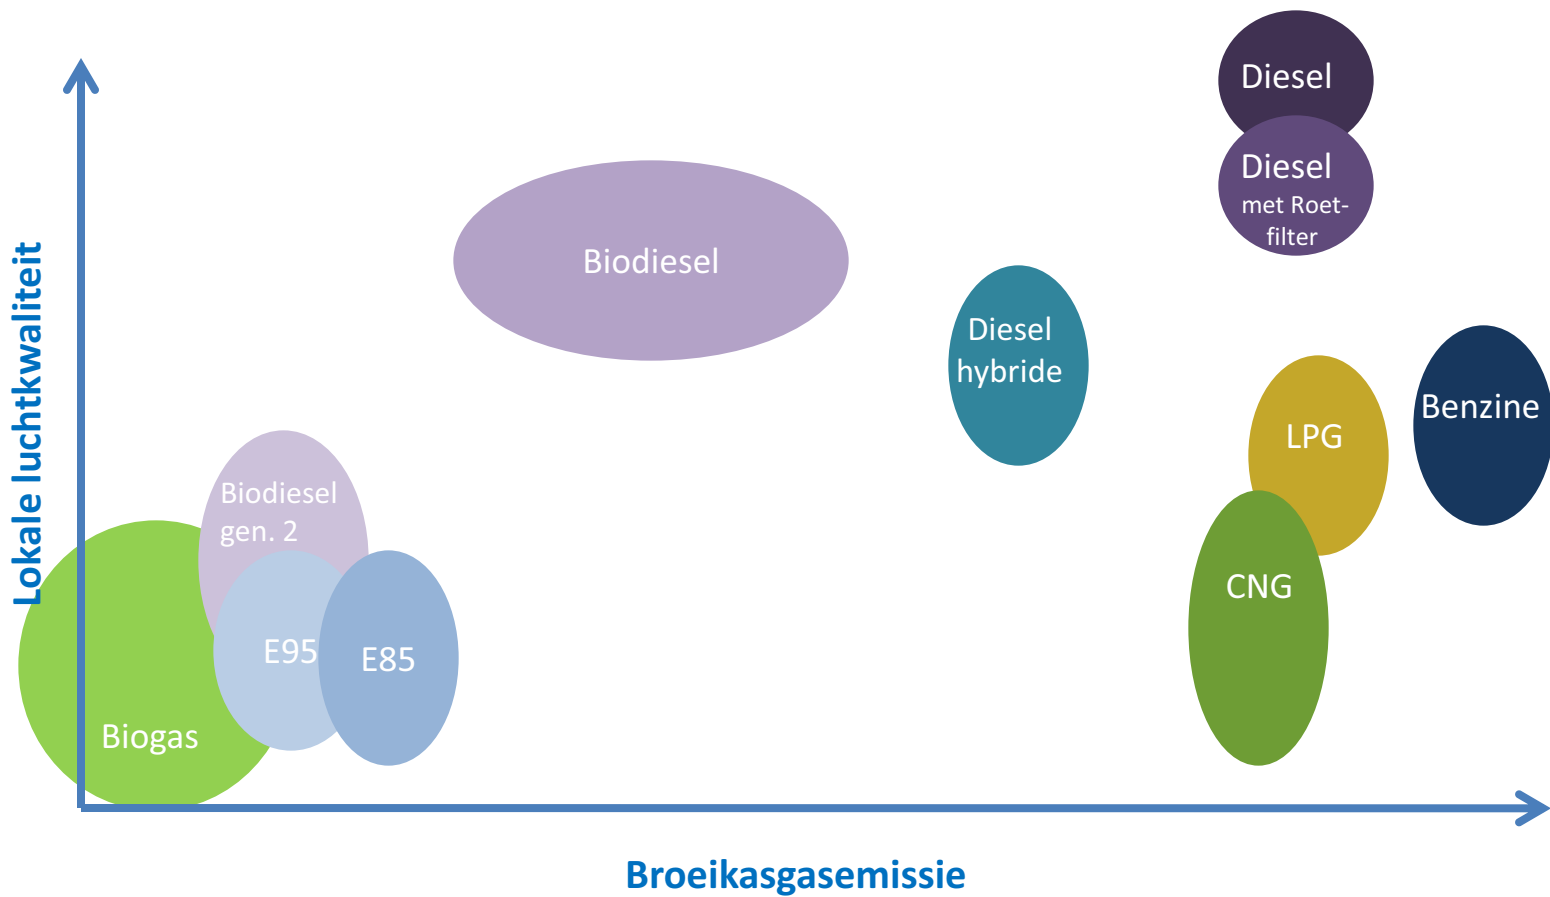 Diesel
Diesel
met Roet-
filter
Biodiesel
Diesel
hybride
Benzine
LPG
Lokale luchtkwaliteit
Biodiesel
gen. 2
CNG
E95
E85
Biogas
Broeikasgasemissie